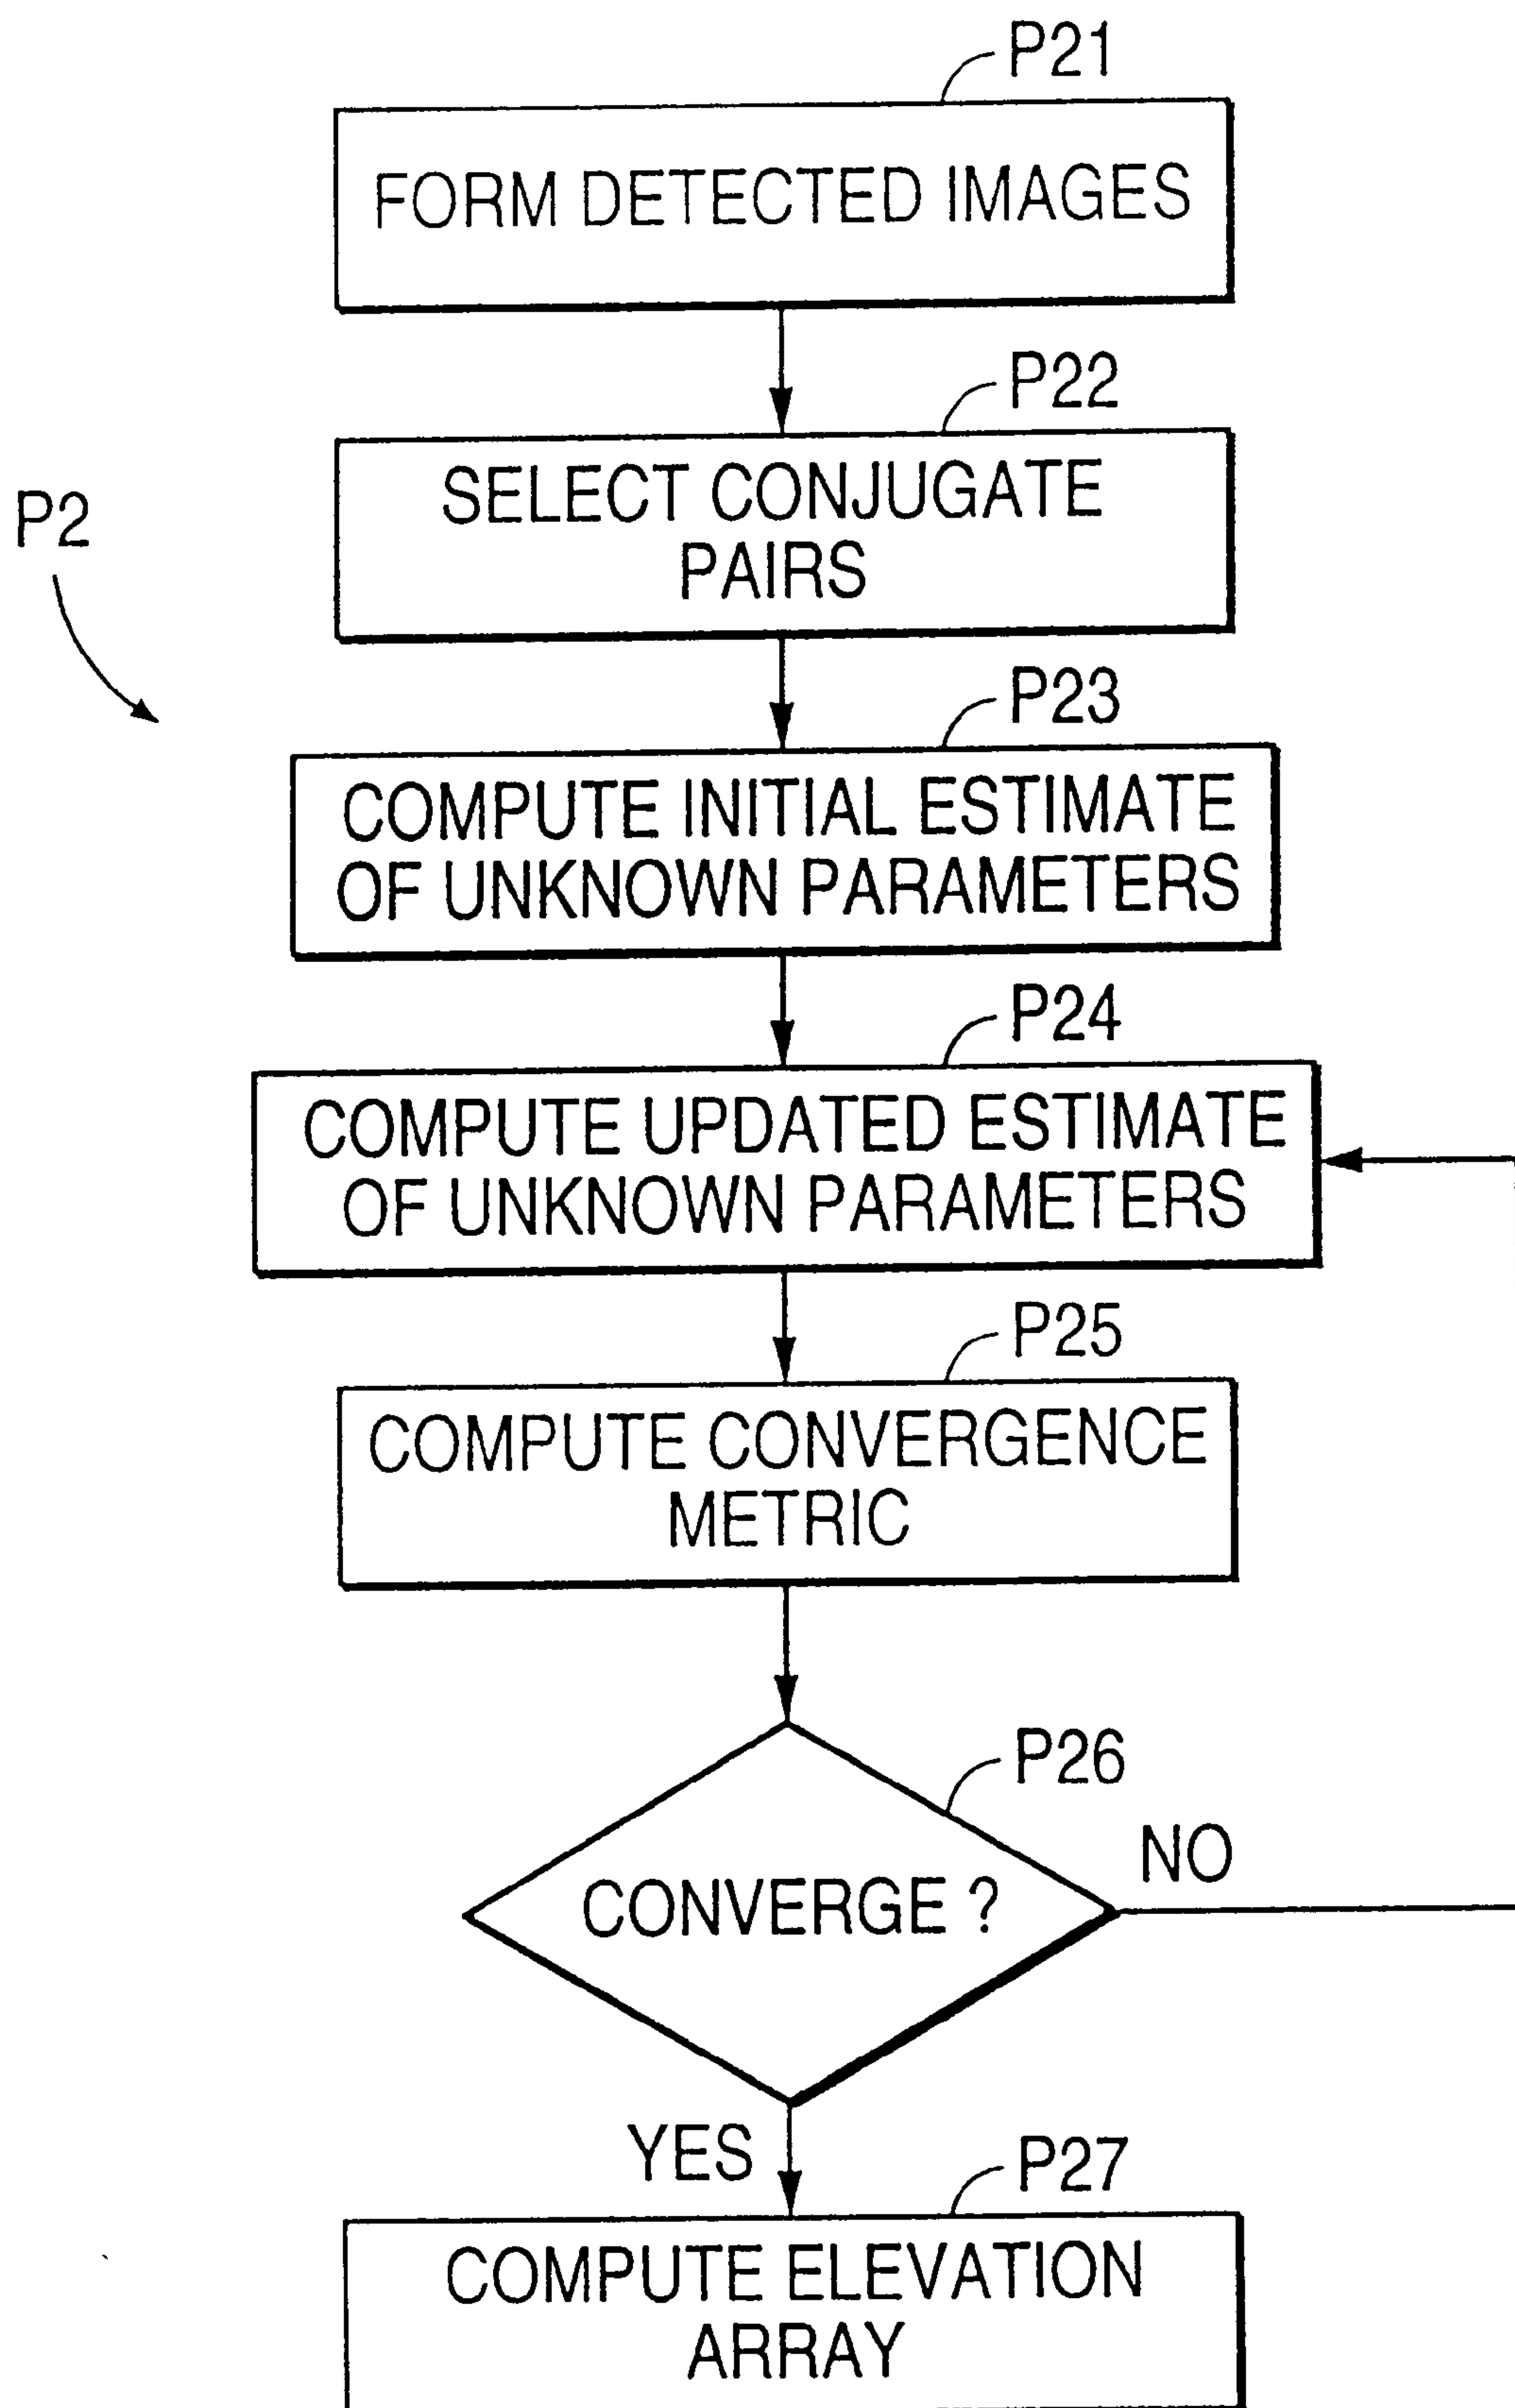 P21
FORM DETECTED IMAGES
P22
SELECT CONJUGATE
PAIRS
P2
P23
COMPUTE INITIAL ESTIMATE
OF UNKNOWN PARAMETERS
P24
COMPUTE UPDATED ESTIMATE
OF UNKNOWN PARAMETERS
P25
COMPUTE CONVERGENCE
METRIC
P26
NO
CONVERGE ?
YES
P27
COMPUTE ELEVATION
ARRAY